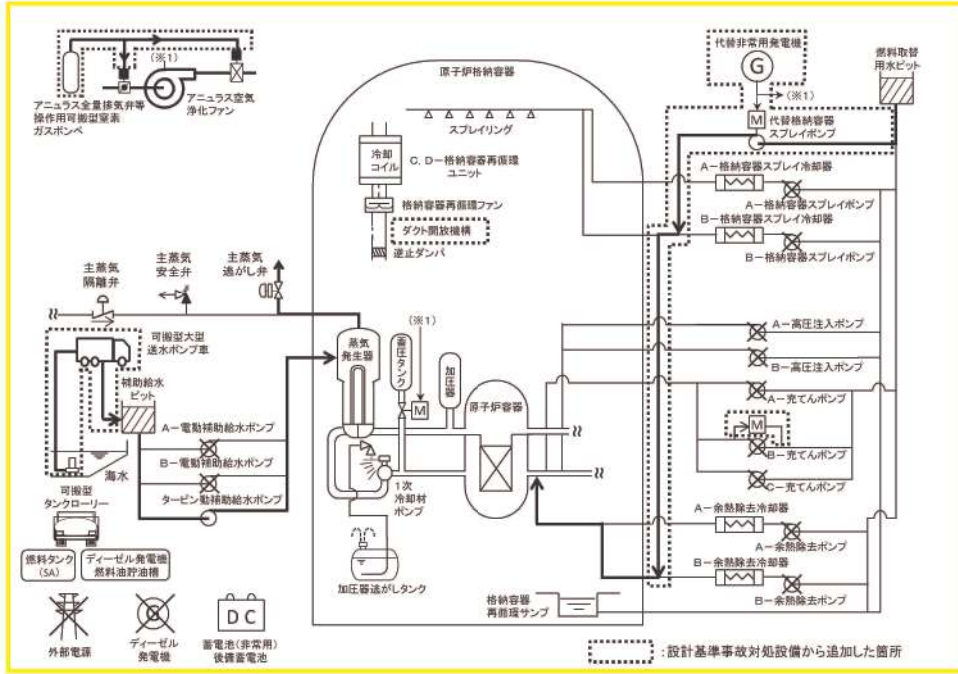 (※1)
アニュラス全量排気弁等
操作用可搬型窒素
ガスボンベ
アニュラス空気
浄化ファン
原子炉格納容器
スプレイリング
冷却
コイル
C, D-格納容器再循環
ユニット
格納容器再循環ファン
ダクト開放機構
逆止ダンパ
代替非常用発電機
G
(※1)
M
代替格納容器
スプレイポンプ
燃料取替
用水ピット
A-格納容器スプレイ冷却器
A-格納容器スプレイポンプ
B-格納容器スプレイ冷却器
B-格納容器スプレイポンプ
主蒸気
隔離弁
主蒸気
安全弁
主蒸気
逃がし弁
可搬型大型
送水ポンプ車
補助給水
ピット
A-電動補助給水ポンプ
B-電動補助給水ポンプ
タービン動補助給水ポンプ
海水
可搬型
タンクローリー
燃料タンク
(SA)
ディーゼル発電機
燃料油貯油槽
外部電源
ディーゼル
発電機
DC
蓄電池(非常用)
後備蓄電池
蒸気
発生器
蓄圧タンク
(※1)
M
加圧器
原子炉容器
1次
冷却材
ポンプ
加圧器逃がしタンク
A-高圧注入ポンプ
B-高圧注入ポンプ
A-充てんポンプ
M
B-充てんポンプ
C-充てんポンプ
A-余熱除去冷却器
A-余熱除去ポンプ
B-余熱除去冷却器
B-余熱除去ポンプ
格納容器
再循環サンプ
:設計基準事故対処設備から追加した箇所